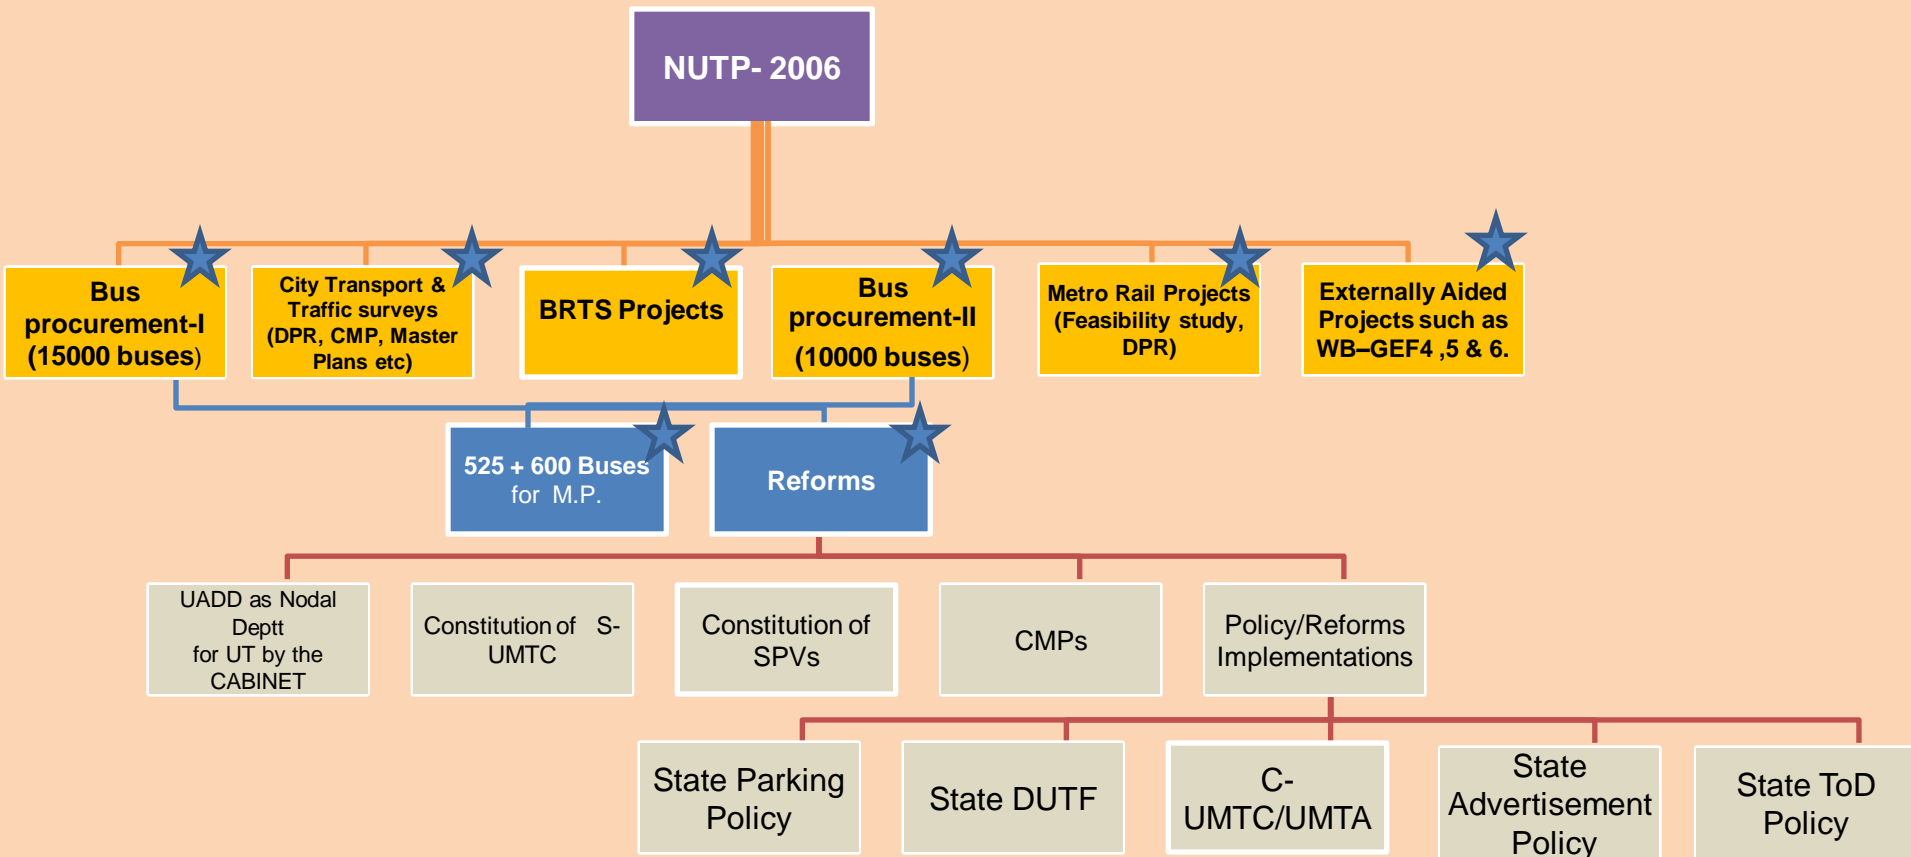 NUTP- 2006
Bus
procurement-I
(15000 buses)
City Transport &
Traffic surveys
(DPR, CMP, Master
Plans etc)
BRTS Projects
Bus
procurement-II
(10000 buses)
Metro Rail Projects
(Feasibility study,
DPR)
Externally Aided
Projects such as
WB–GEF4 ,5 & 6.
525 + 600 Buses
for M.P.
Reforms
UADD as Nodal
Deptt
for UT by the
CABINET
Constitution of S-
UMTC
Constitution of
SPVs
CMPs
Policy/Reforms
Implementations
State Parking
Policy
State DUTF
C-
UMTC/UMTA
State
Advertisement
Policy
State ToD
Policy